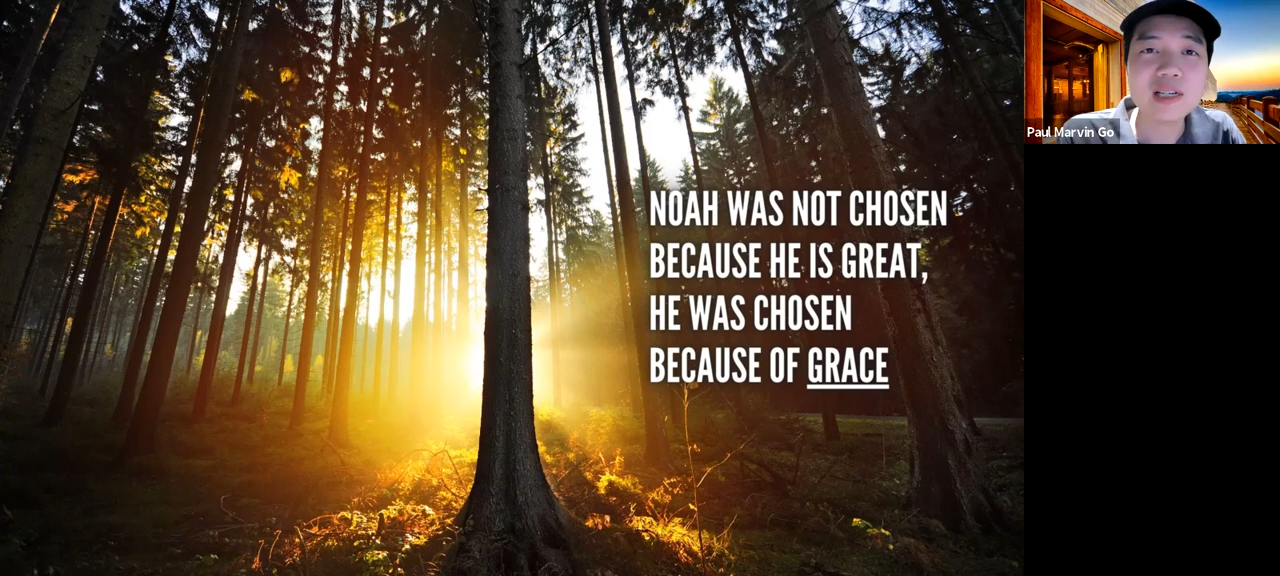 NOAH WAS NOT CHOSEN
BECAUSE HE IS GREAT,
HE WAS CHOSEN
BECAUSE OF GRACE
Paul Marvin Go